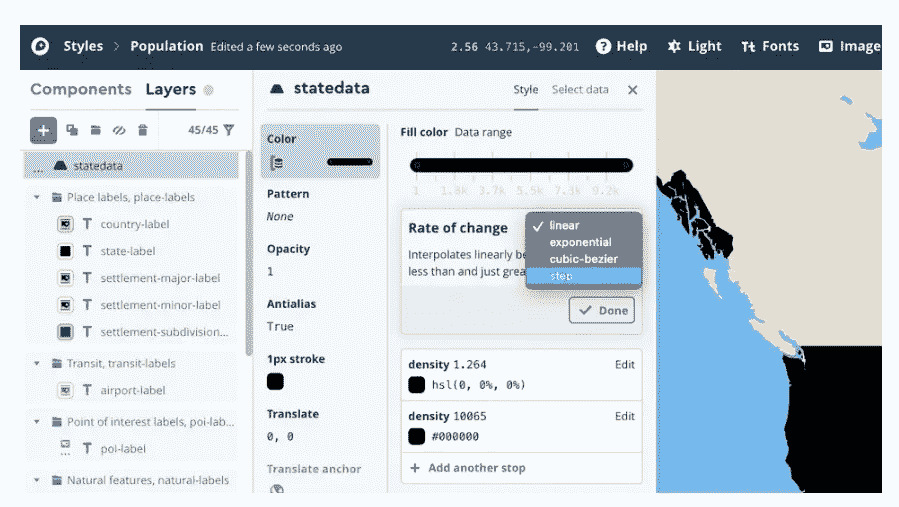 Styles > Population Edited a few seconds ago 2.56 43.715,-99.201 Help Light Fonts Image
Components Layers
45/45
statedata
Place labels, place-labels
country-label
state-label
settlement-major-label
settlement-minor-label
settlement-subdivision...
Transit, transit-labels
airport-label
Point of interest labels, poi-lab...
poi-label
Natural features, natural-labels
statedata Style Select data
Color
Pattern
None
Opacity
1
Antialias
True
1px stroke
Translate
0, 0
Translate anchor
Fill color Data range
1 1.8k 3.7k 5.5k 7.3k 9.2k
Rate of change
Interpolates linearly be
less than and just grea
linear
exponential
cubic-bezier
step
Done
density 1.264 Edit
hsl(0, 0%, 0%)
density 10065 Edit
#000000
+ Add another stop